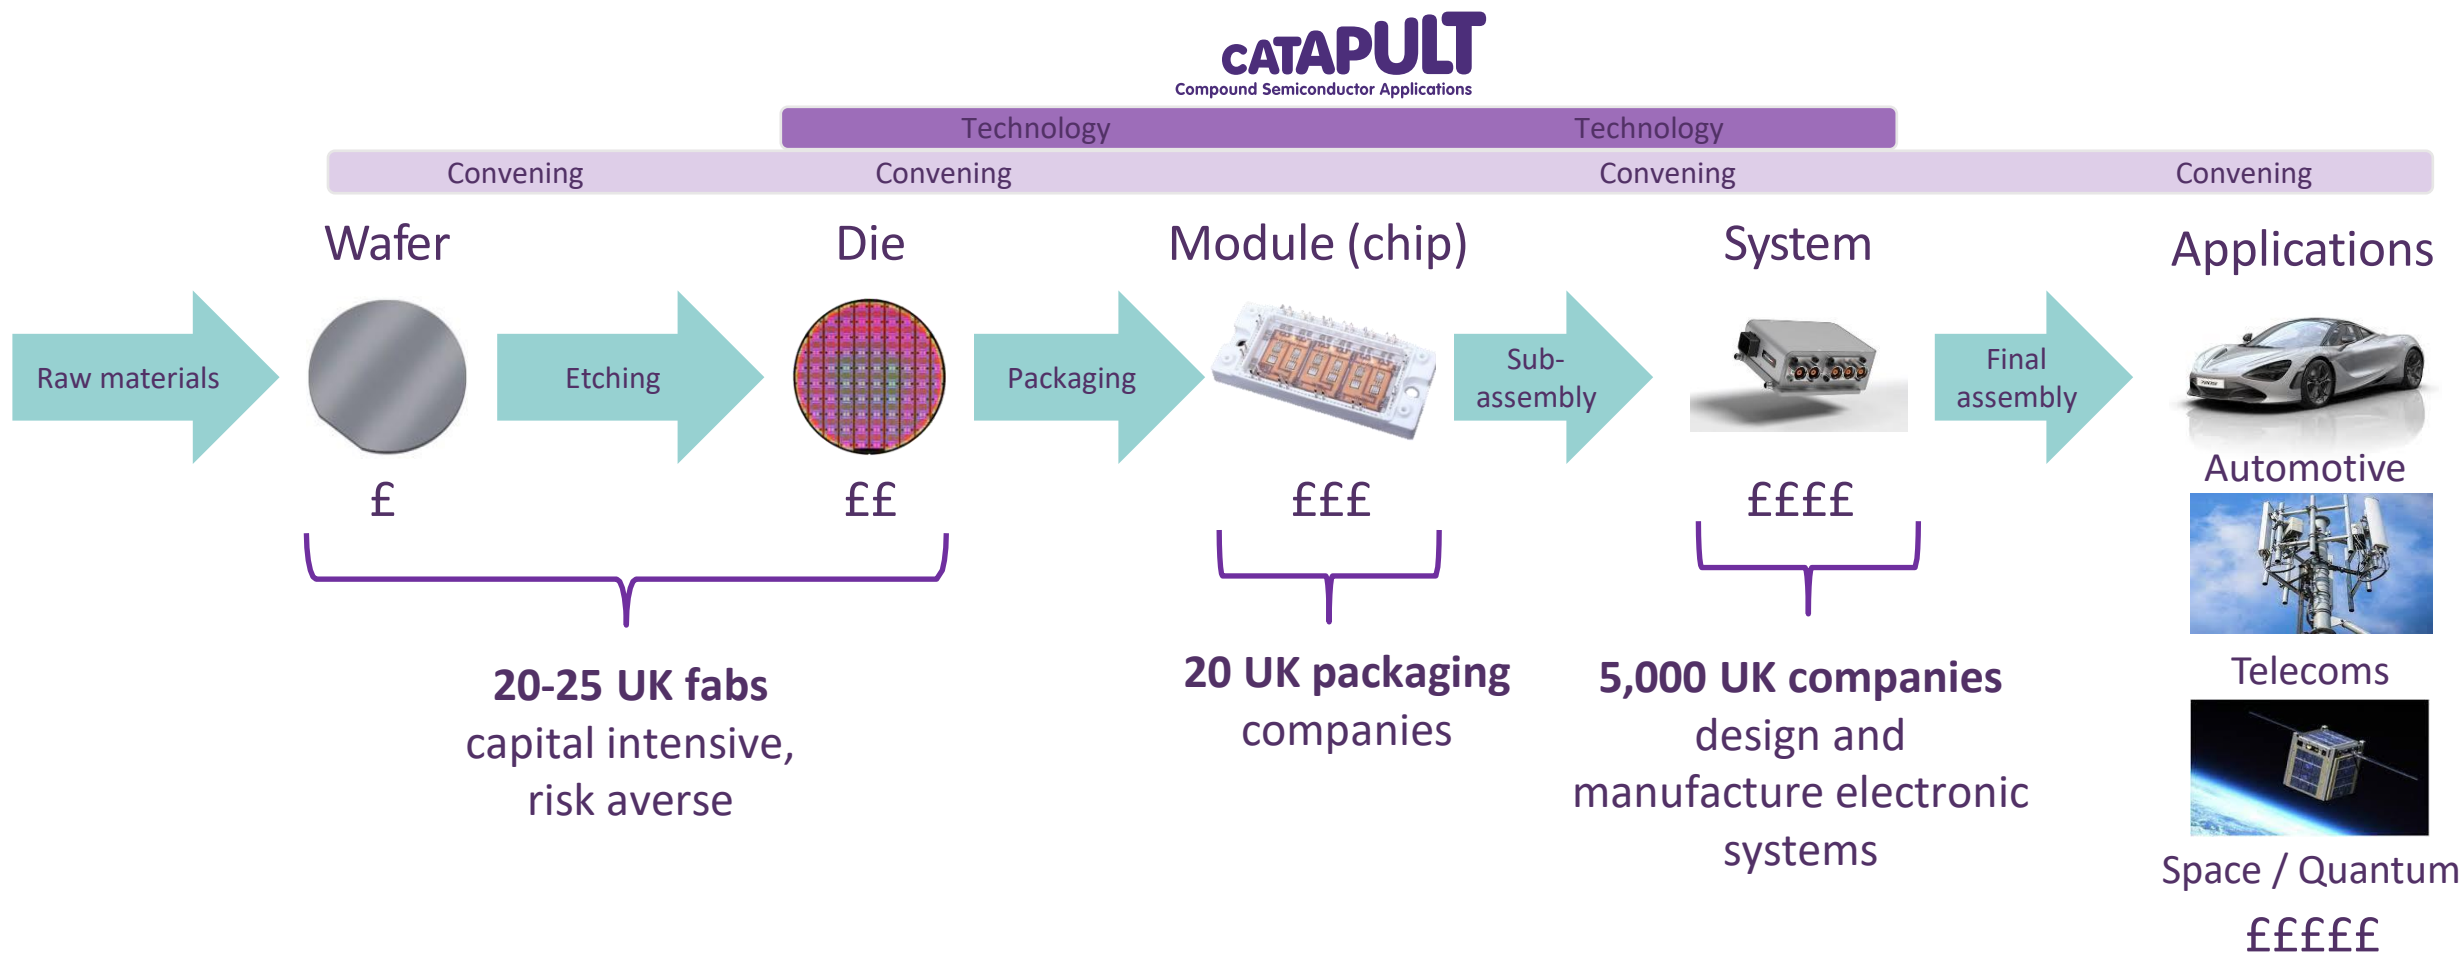 CATAPULT
Compound Semiconductor Applications
Technology Technology
Convening Convening Convening Convening
Wafer Die Module (chip) System Applications
Raw materials
Etching
Packaging
Sub-
assembly
Final
assembly
Automotive
£ ££ £££ ££££
20-25 UK fabs
capital intensive,
risk averse
20 UK packaging
companies
5,000 UK companies
design and
manufacture electronic
systems
Telecoms
Space / Quantum
£££££